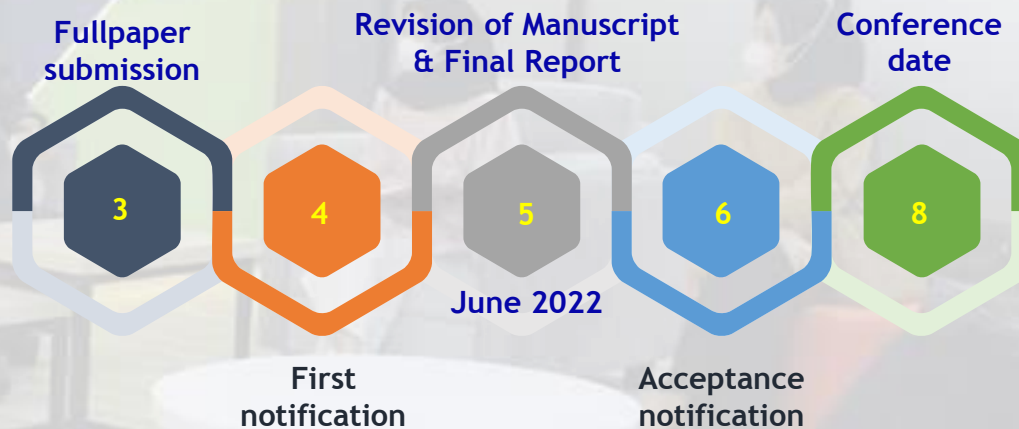 Fullpaper
submission
Revision of Manuscript
& Final Report
Conference
date
3
4
5
6
8
June 2022
First
notification
Acceptance
notification